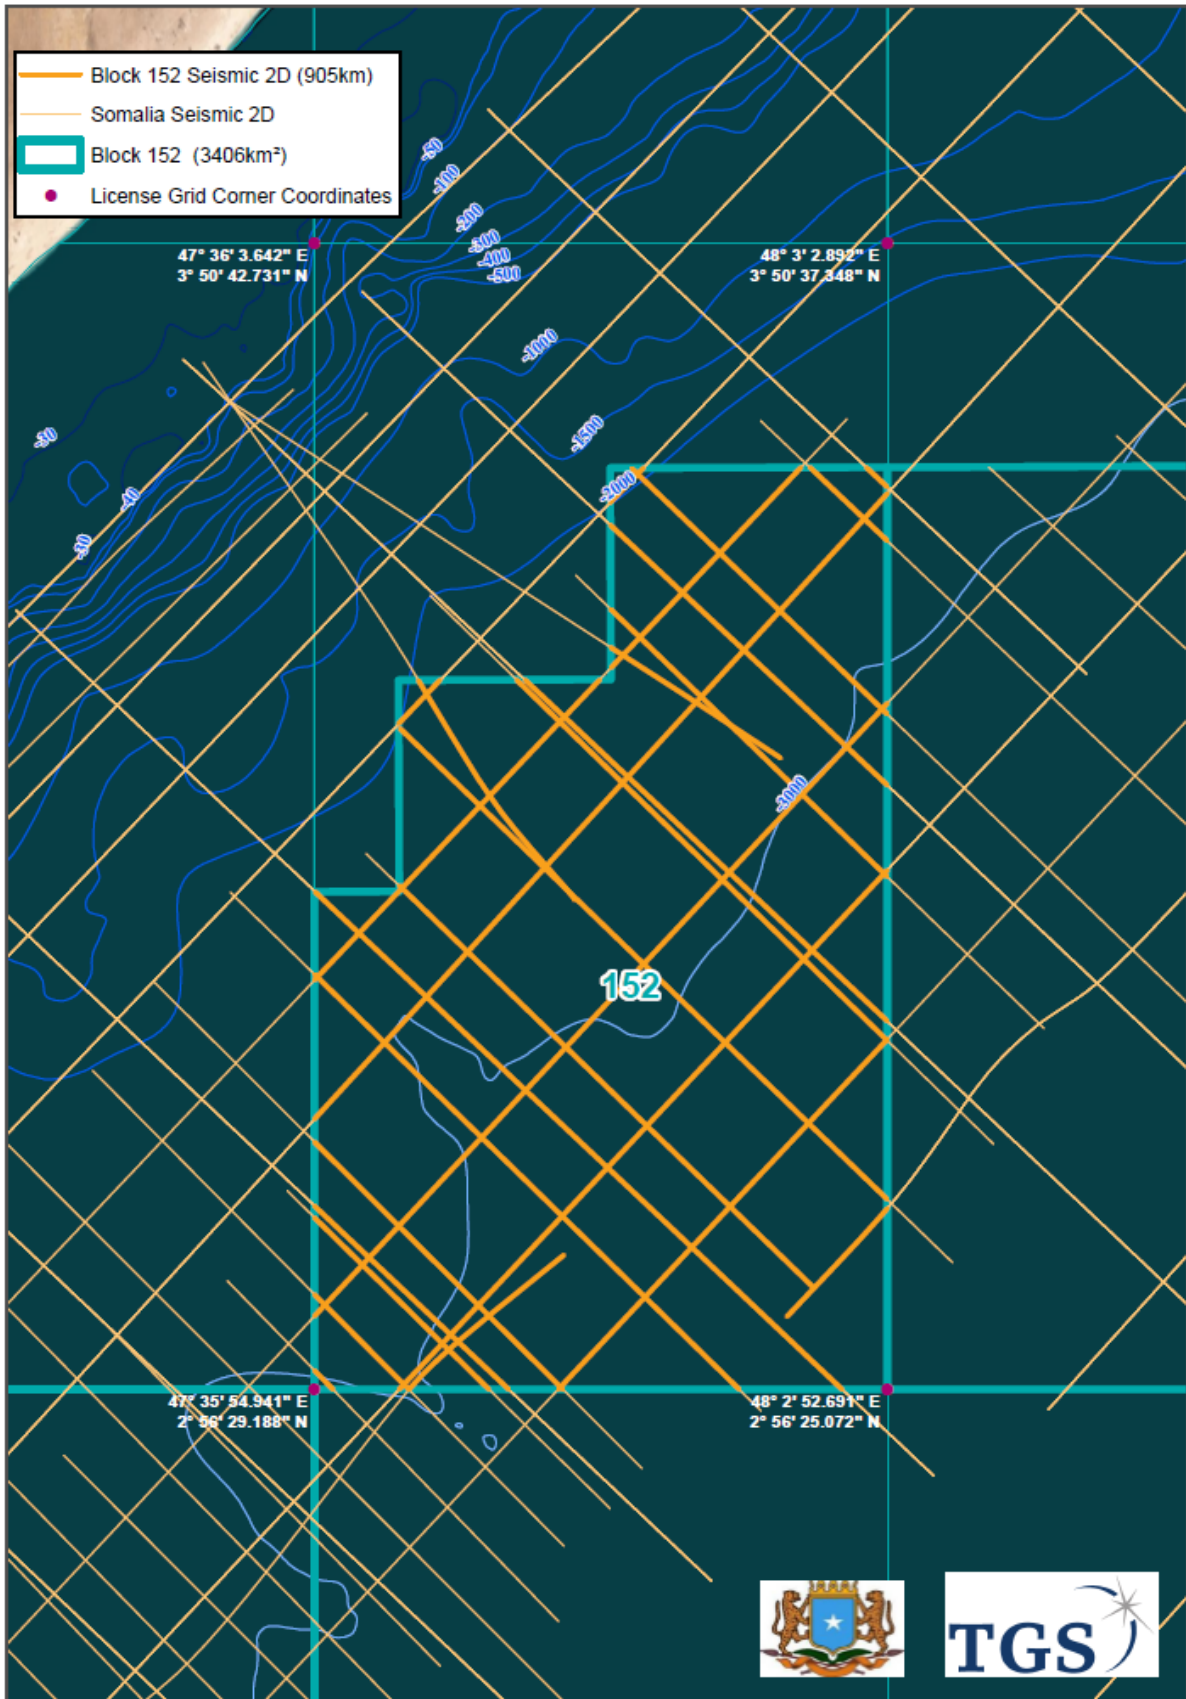 Block 152 Seismic 2D (905km)
Somalia Seismic 2D
Block 152 (3406km²)
License Grid Corner Coordinates
-50
-100
-200
-300
-400
-500
47° 36' 3.642" E
3° 50' 42.731" N
48° 3' 2.892" E
3° 50' 37.348" N
-1000
-1500
-30
-2000
-40
-30
-3000
152
47° 35' 54.941" E
2° 56' 29.188" N
48° 2' 52.691" E
2° 56' 25.072" N
TGS